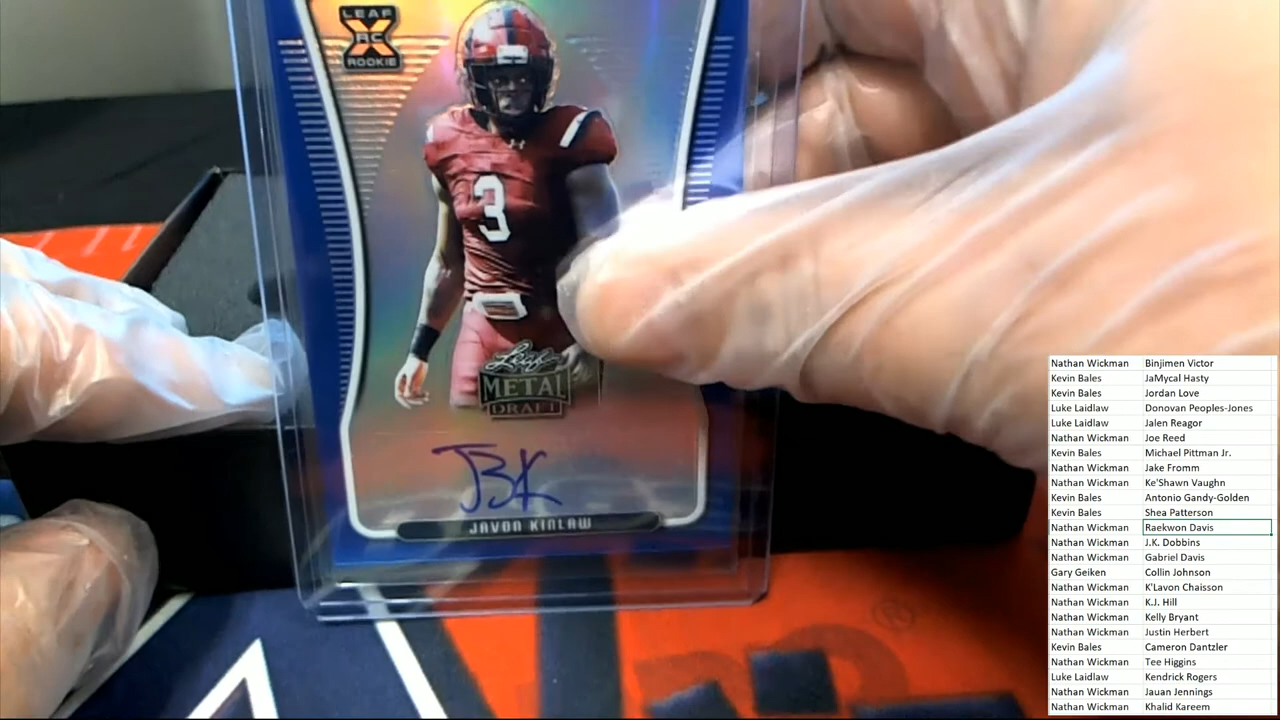 LEAF
RC
ROOKIE
3
Leaf
METAL
DRAFT
JBK
JAVON KINLAW
®
Nathan Wickman Binjimen Victor
Kevin Bales JaMycal Hasty
Kevin Bales Jordan Love
Luke Laidlaw Donovan Peoples-Jones
Luke Laidlaw Jalen Reagor
Nathan Wickman Joe Reed
Kevin Bales Michael Pittman Jr.
Nathan Wickman Jake Fromm
Nathan Wickman Ke'Shawn Vaughn
Kevin Bales Antonio Gandy-Golden
Kevin Bales Shea Patterson
Nathan Wickman Raekwon Davis
Nathan Wickman J.K. Dobbins
Nathan Wickman Gabriel Davis
Gary Geiken Collin Johnson
Nathan Wickman K'Lavon Chaisson
Nathan Wickman K.J. Hill
Nathan Wickman Kelly Bryant
Nathan Wickman Justin Herbert
Kevin Bales Cameron Dantzler
Nathan Wickman Tee Higgins
Luke Laidlaw Kendrick Rogers
Nathan Wickman Jauan Jennings
Nathan Wickman Khalid Kareem